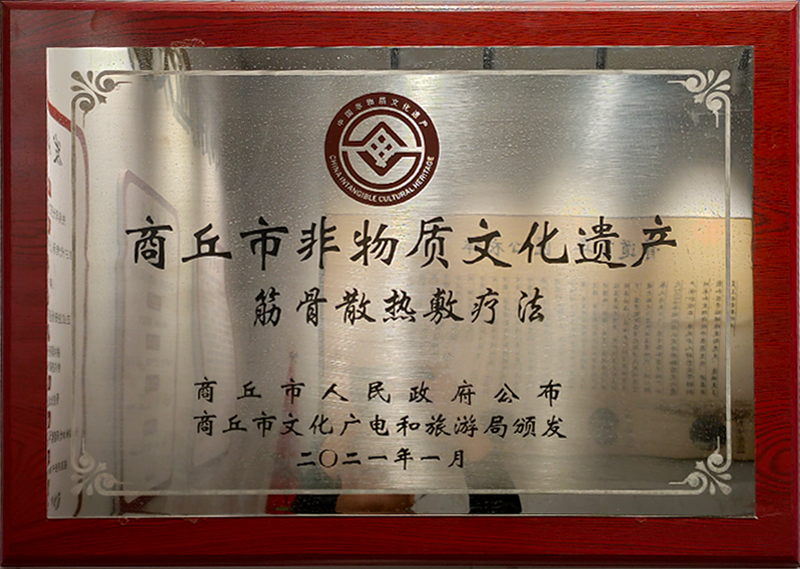 中国非物质文化遗产
CHINA INTANGIBLE CULTURAL HERITAGE
商丘市非物质文化遗产
筋骨散热敷疗法
商丘市人民政府公布
商丘市文化广电和旅游局颁发
二〇二一年一月